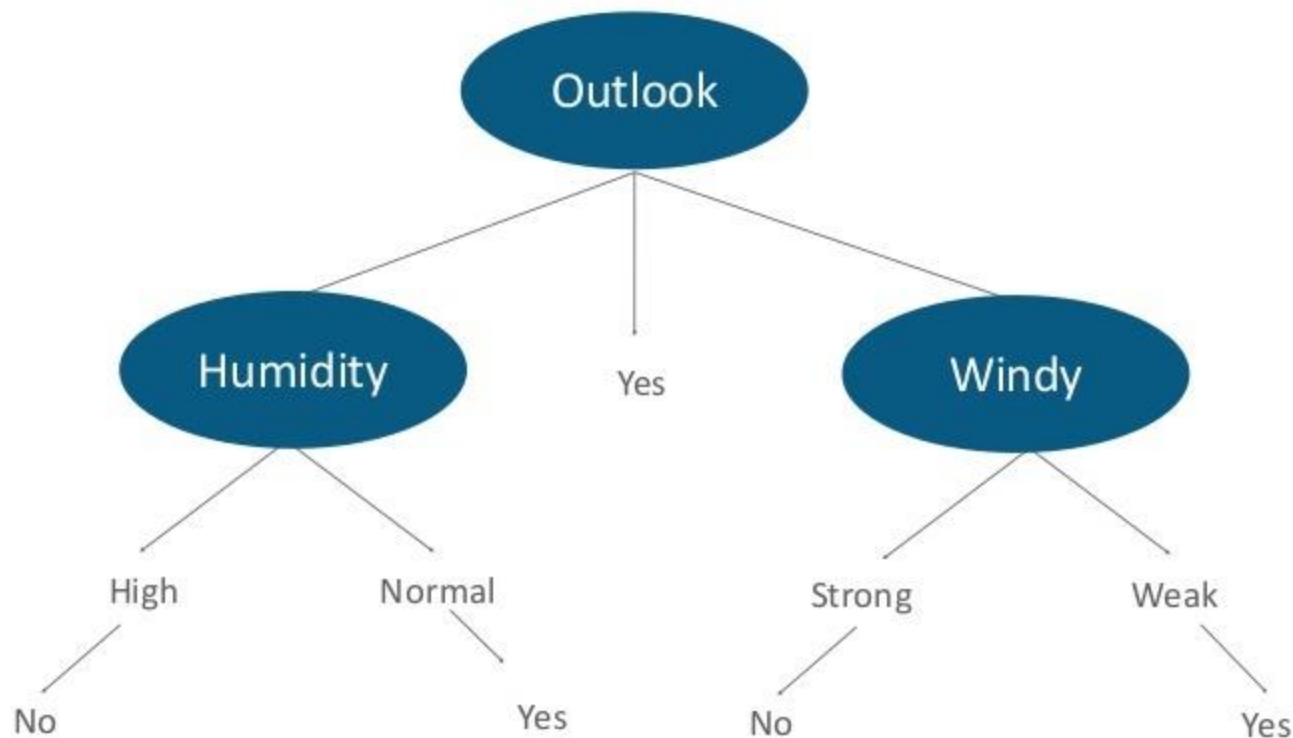 Outlook
Humidity
Yes
Windy
High
Normal
Strong
Weak
No
Yes
No
Yes